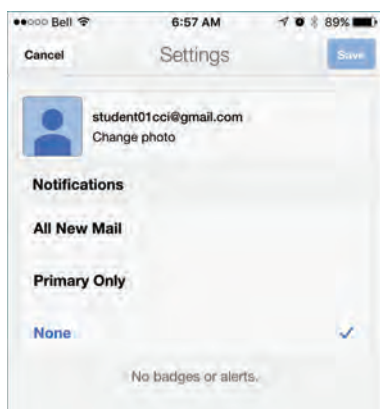 Bell 6:57 AM 89%
Cancel Settings Save
student01cci@gmail.com
Change photo
Notifications
All New Mail
Primary Only
None
No badges or alerts.